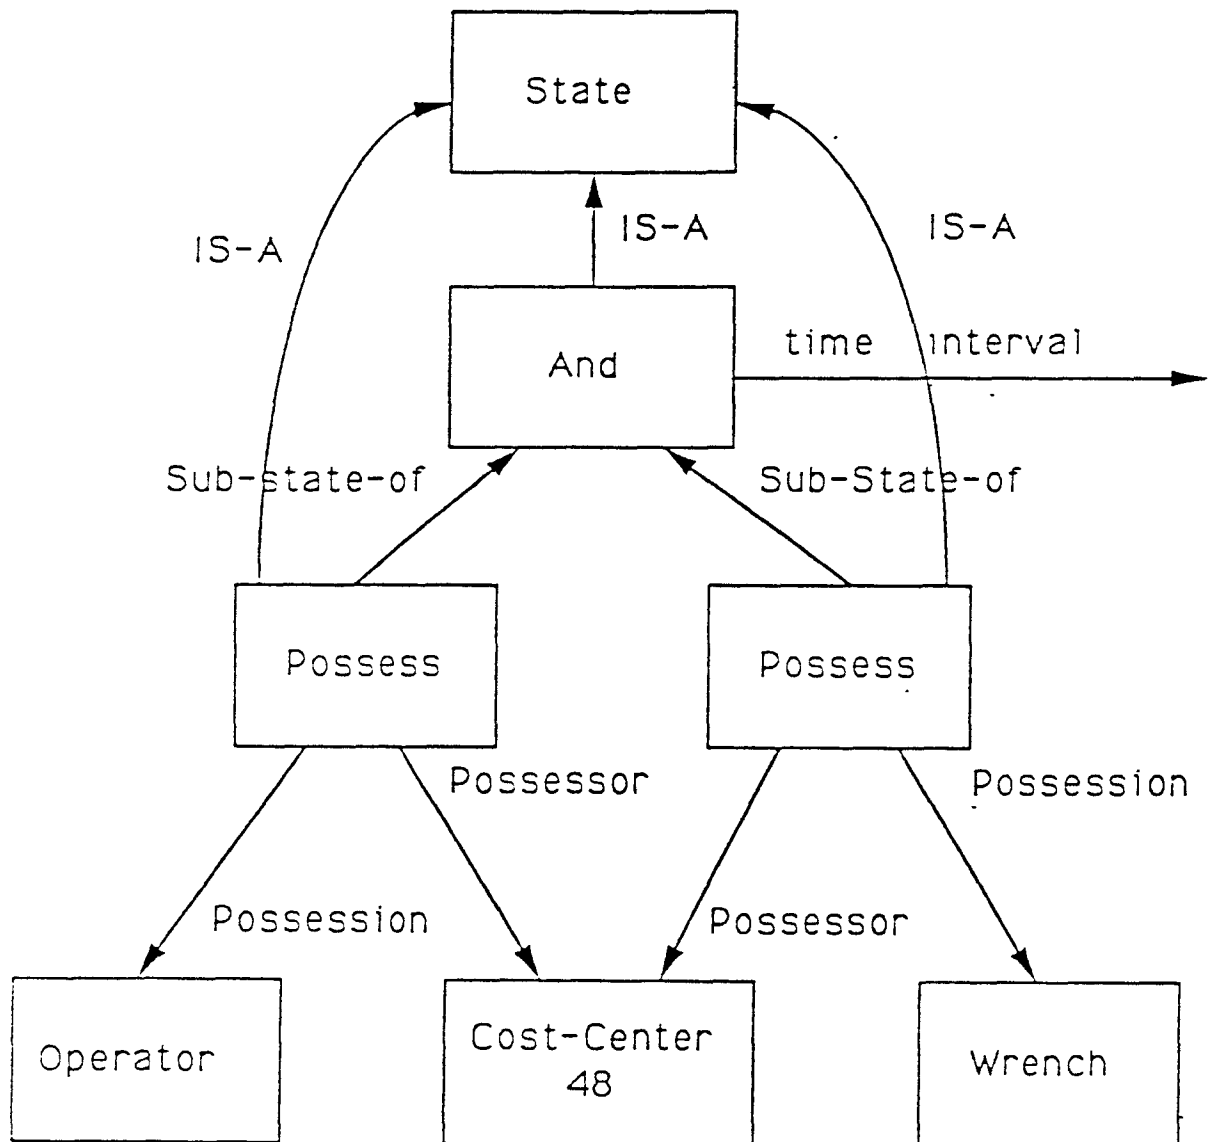 State
IS-A
IS-A
IS-A
And
time interval
Sub-state-of
Sub-State-of
Possess
Possess
Possessor
Possession
Possession
Possessor
Operator
Cost-Center
48
Wrench